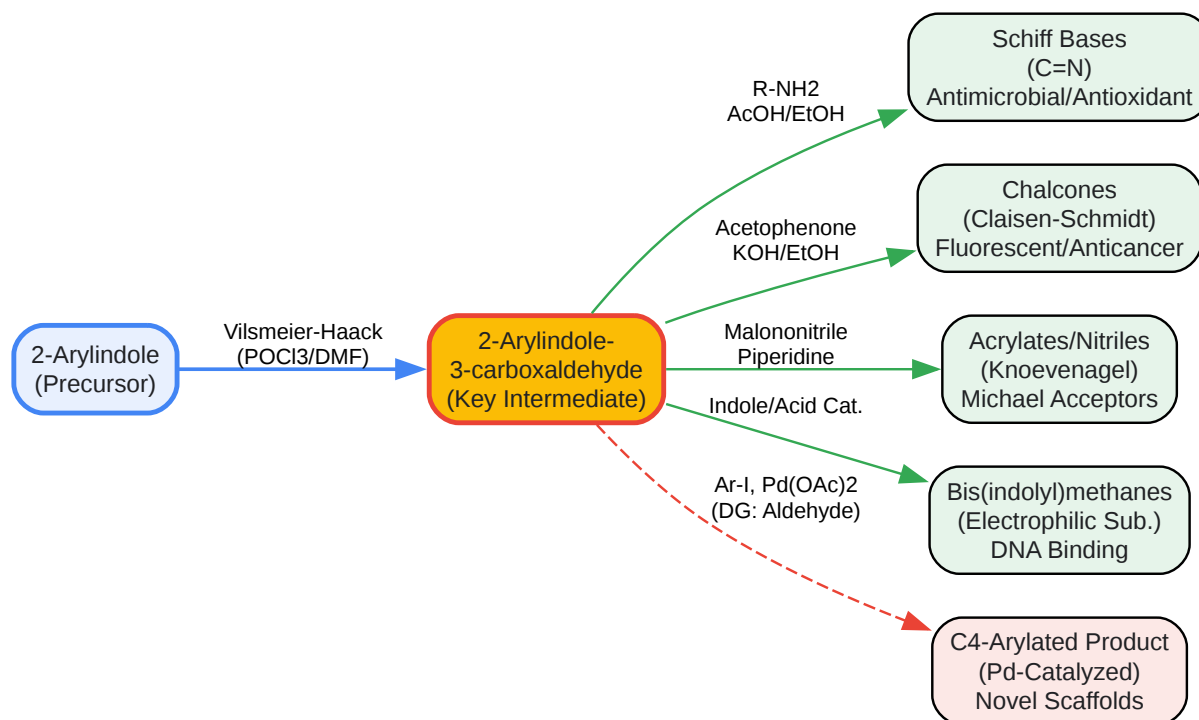 2-Arylindole
(Precursor)
Vilsmeier-Haack
(POCl3/DMF)
2-Arylindole-
3-carboxaldehyde
(Key Intermediate)
R-NH2
AcOH/EtOH
Schiff Bases
(C=N)
Antimicrobial/Antioxidant
Acetophenone
KOH/EtOH
Chalcones
(Claisen-Schmidt)
Fluorescent/Anticancer
Malononitrile
Piperidine
Acrylates/Nitriles
(Knoevenagel)
Michael Acceptors
Indole/Acid Cat.
Bis(indolyl)methanes
(Electrophilic Sub.)
DNA Binding
Ar-I, Pd(OAc)2
(DG: Aldehyde)
C4-Arylated Product
(Pd-Catalyzed)
Novel Scaffolds